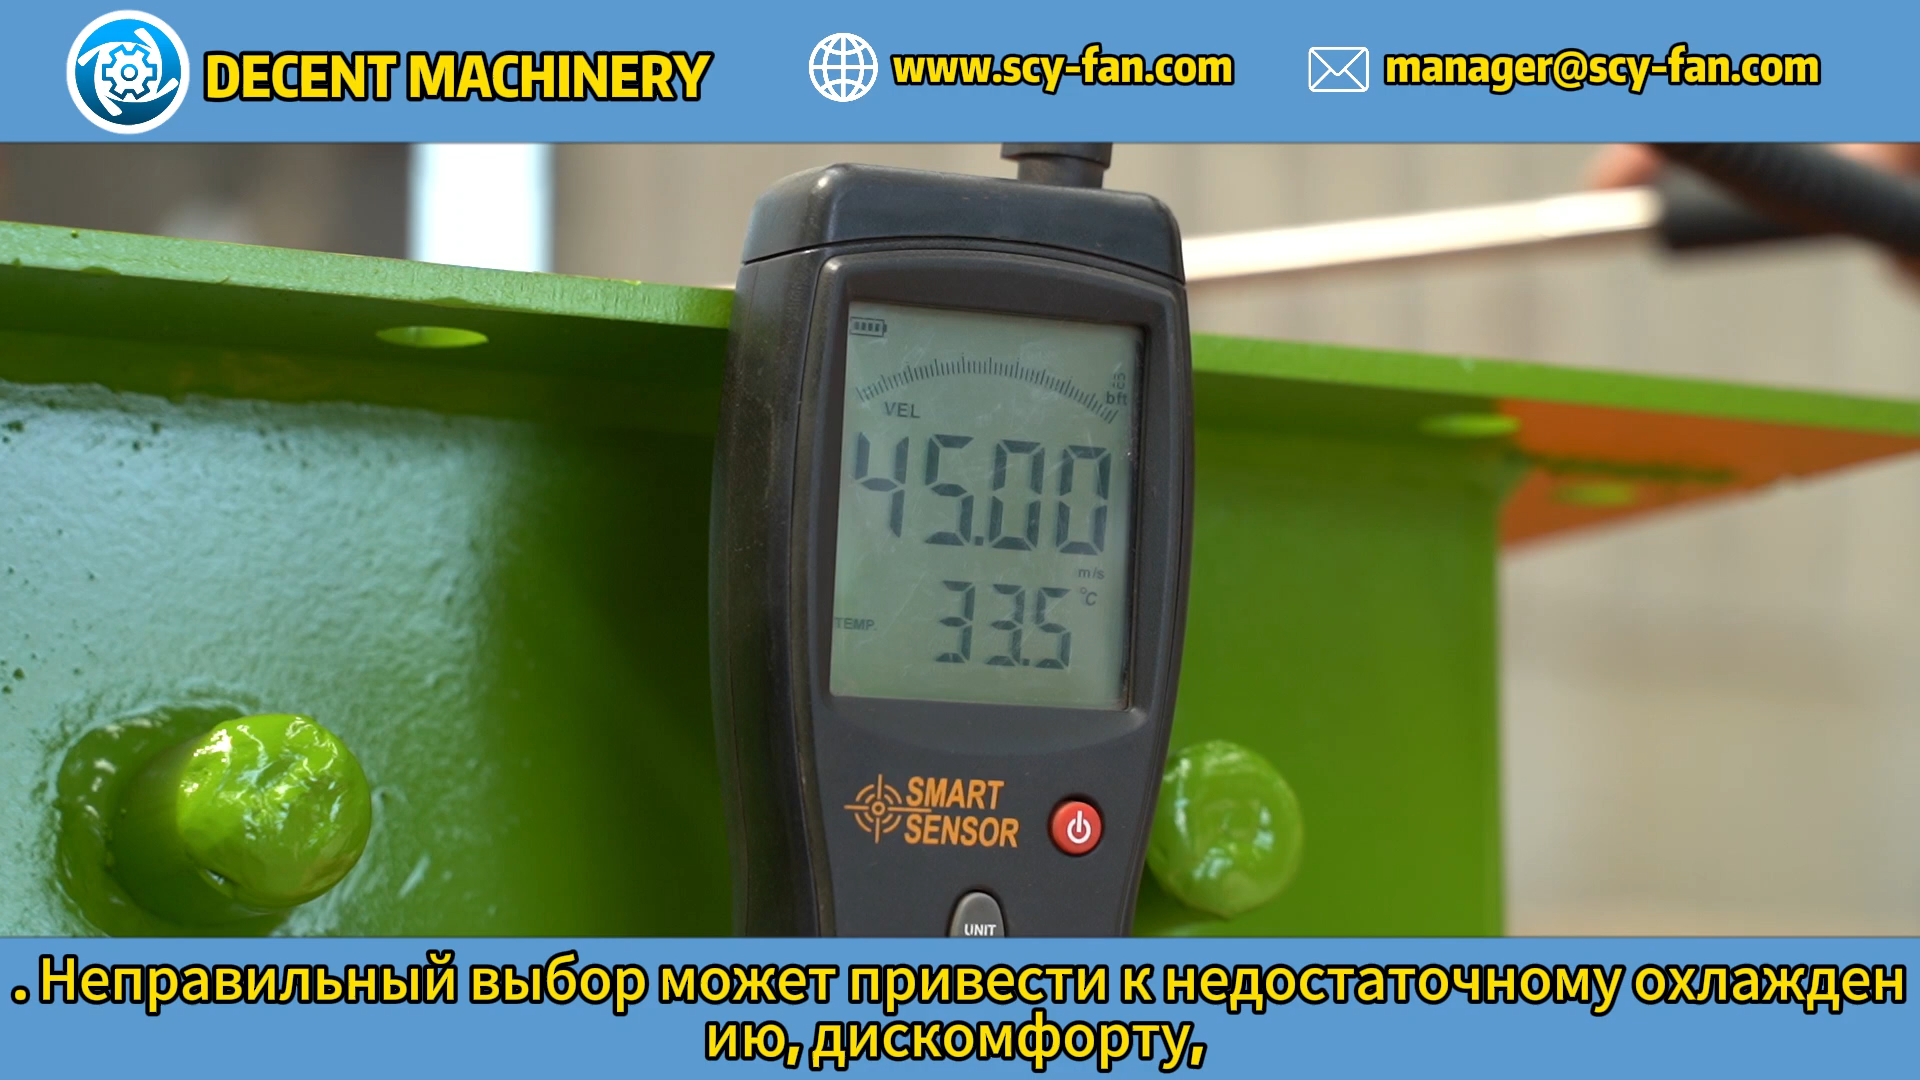 DECENT MACHINERY
www.scy-fan.com
manager@scy-fan.com
bft
VEL
45.00
m/s
33.5 °C
TEMP.
SMART
SENSOR
UNIT
. Неправильный выбор может привести к недостаточному охлажден
ию, дискомфорту,